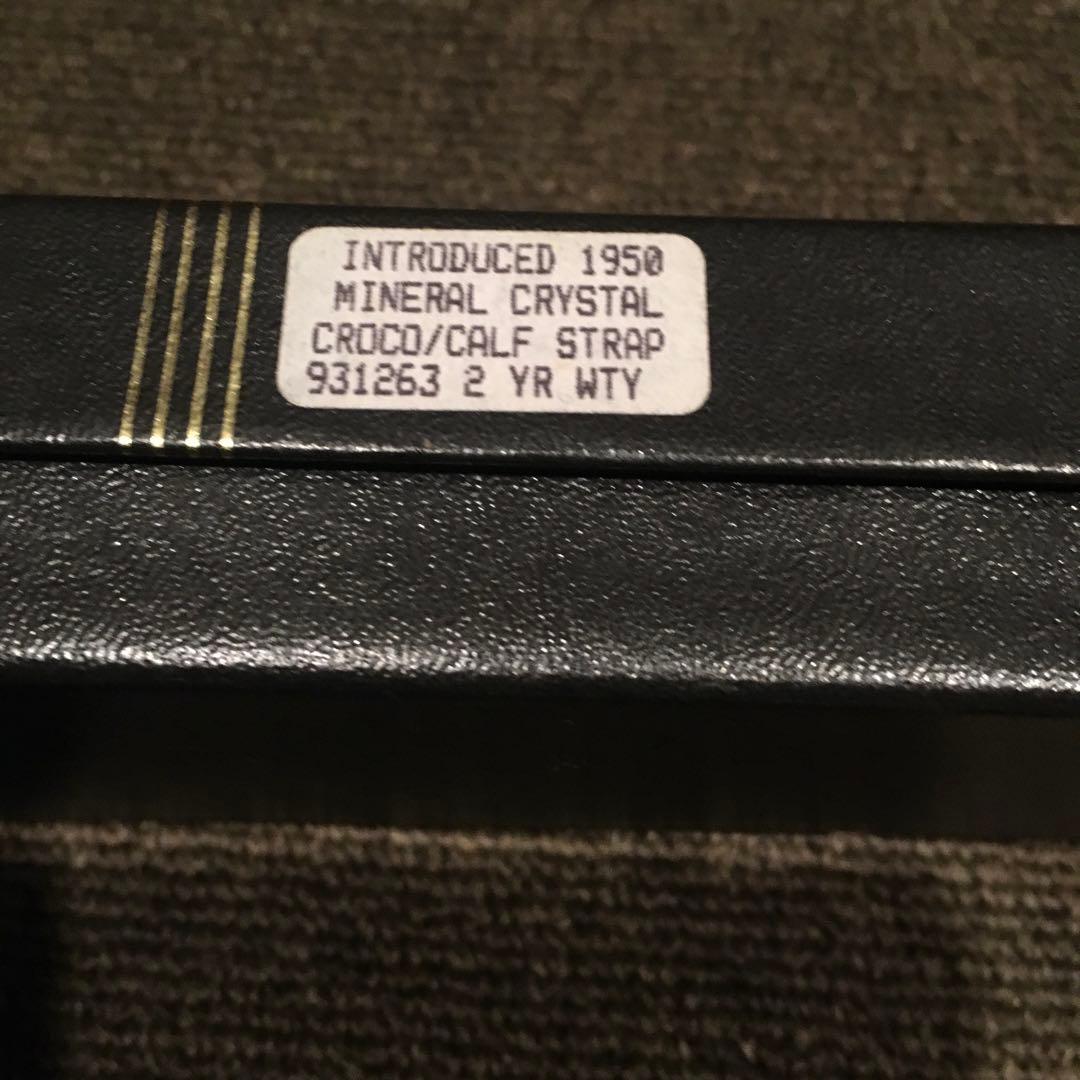 INTRODUCED 1950
MINERAL CRYSTAL
CROCO/CALF STRAP
931263 2 YR WTY